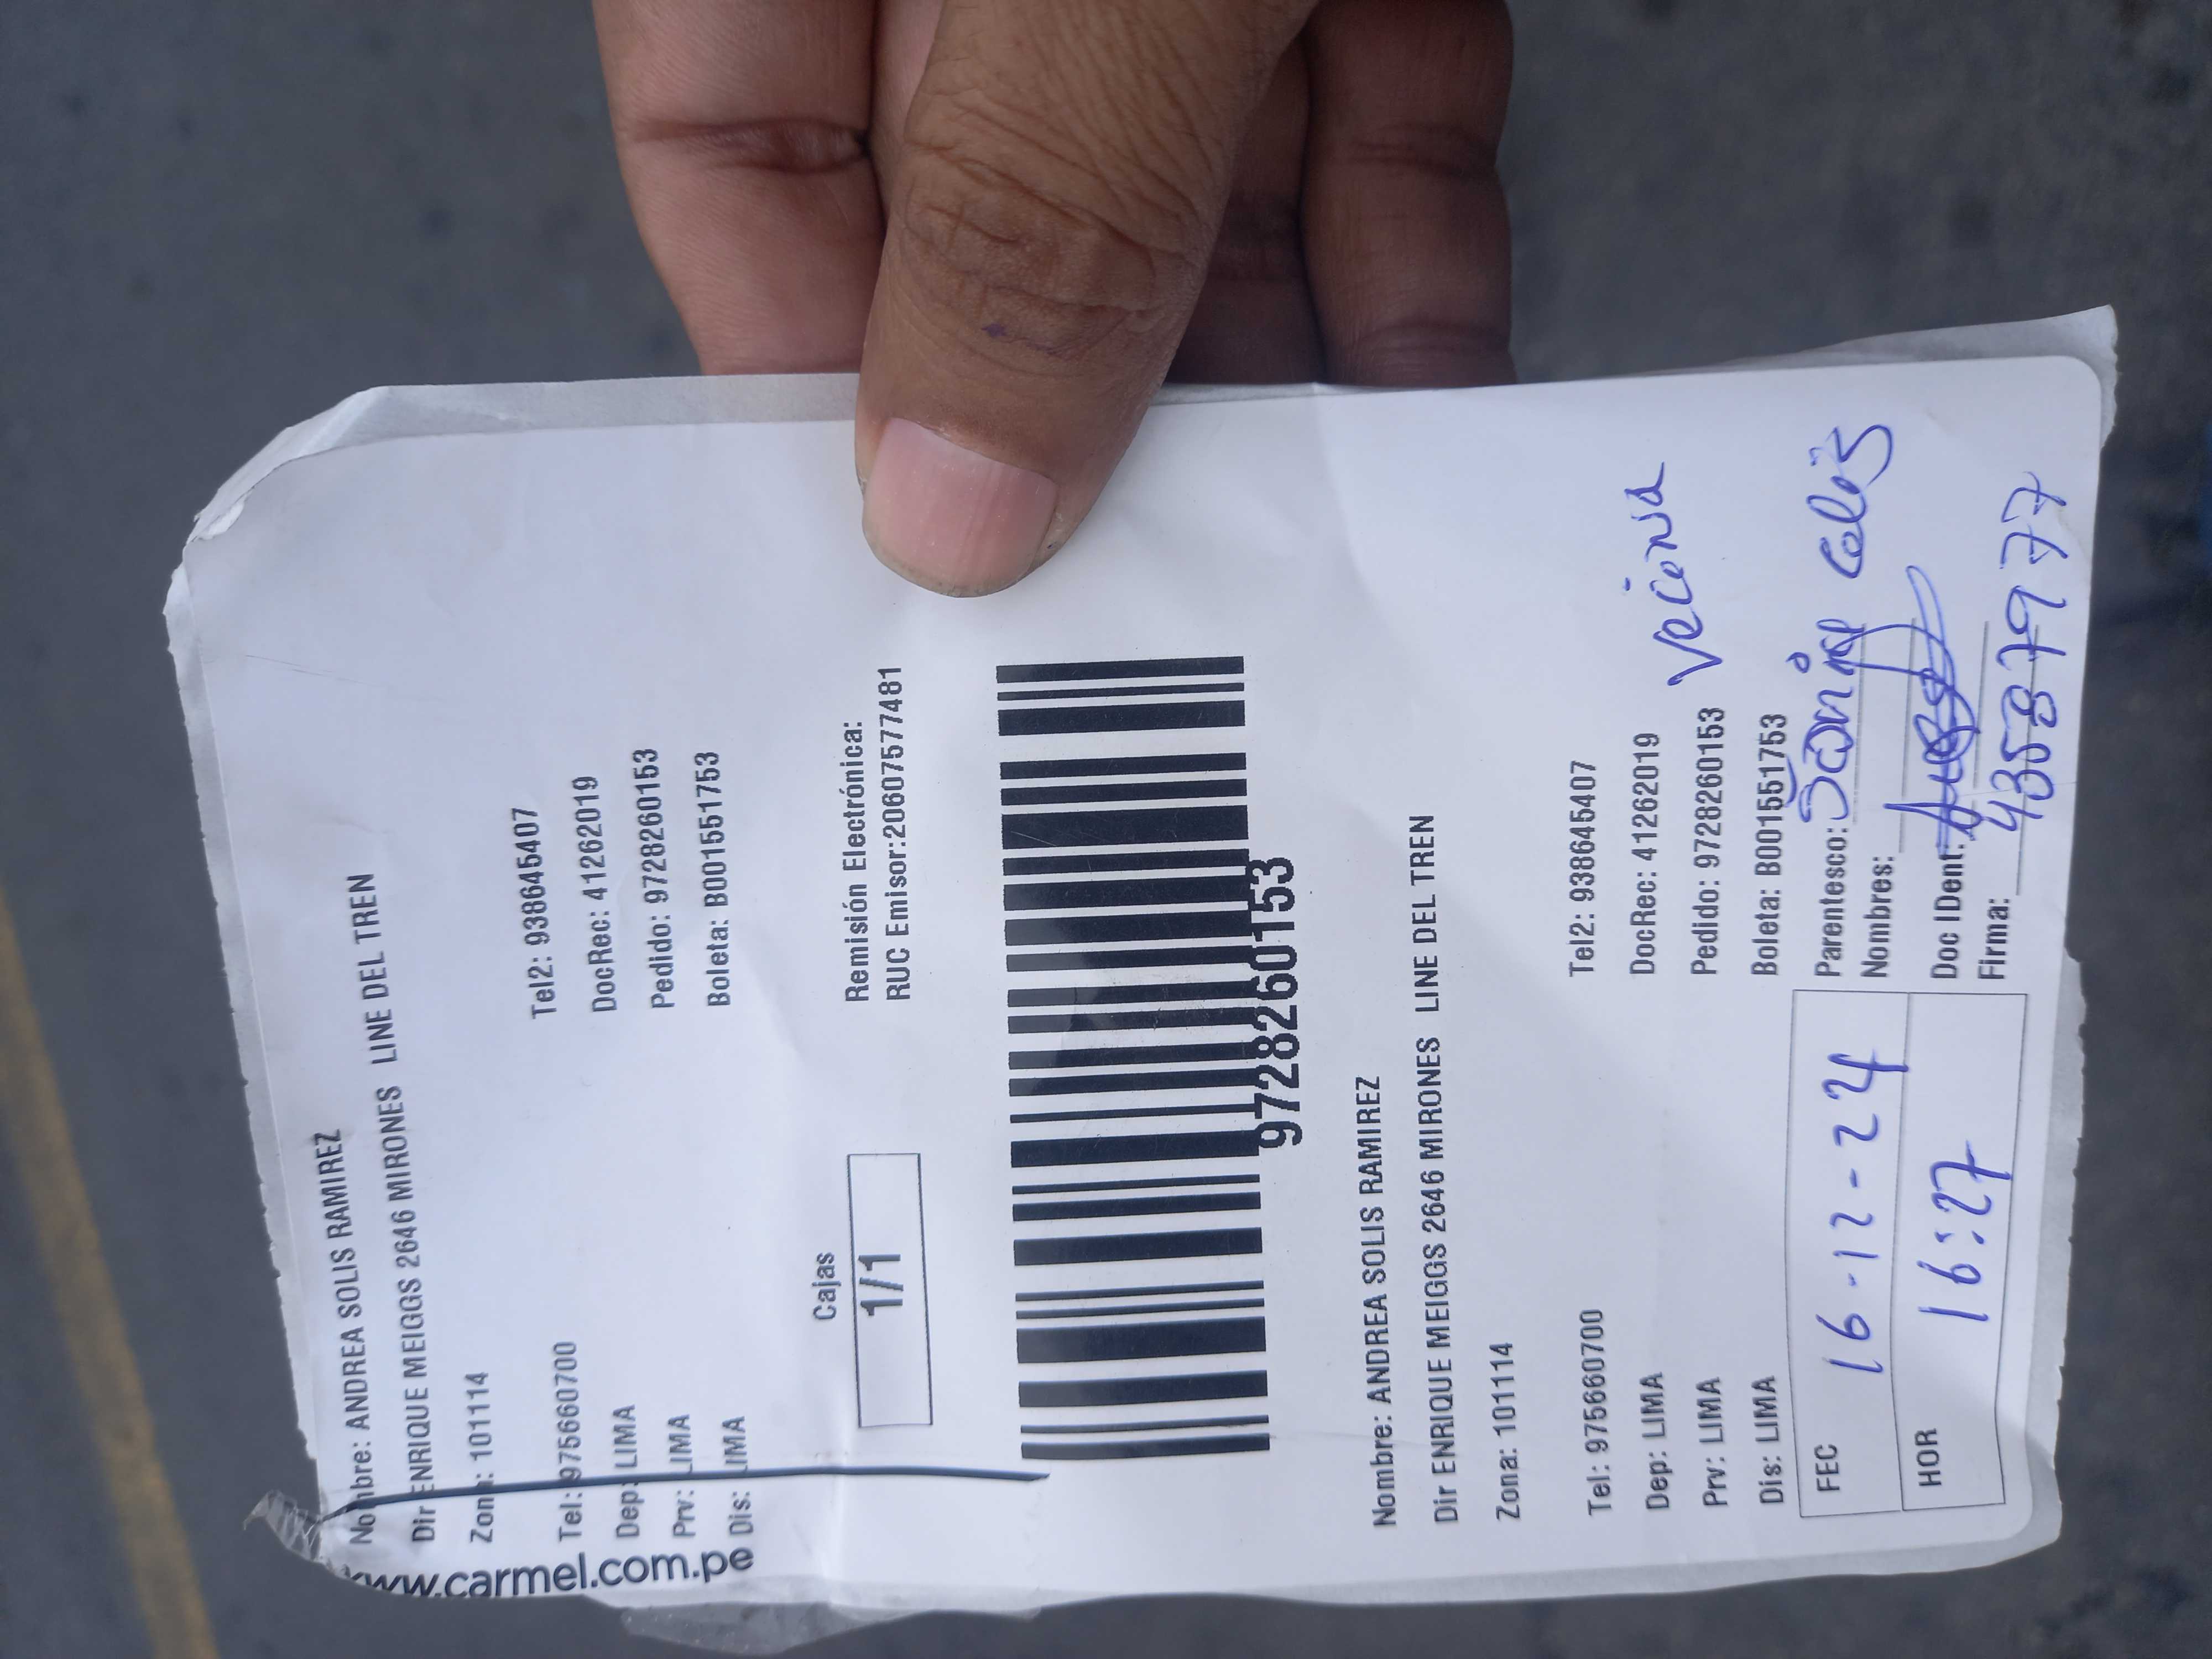 www.carmel.com.pe
Nombre: ANDREA SOLIS RAMIREZ
Dir ENRIQUE MEIGGS 2646 MIRONES LINE DEL TREN
Zona: 101114
Tel: 975660700 Tel2: 938645407
Dep: LIMA DocRec: 41262019
Prv: LIMA Pedido: 9728260153
Dis: LIMA Boleta: B001551753
Cajas
1/1
Remisión Electrónica:
RUC Emisor:20607577481
9728260153
Nombre: ANDREA SOLIS RAMIREZ
Dir ENRIQUE MEIGGS 2646 MIRONES LINE DEL TREN
Zona: 101114
Tel: 975660700 Tel2: 938645407
Dep: LIMA DocRec: 41262019
Prv: LIMA Pedido: 9728260153 Vecina
Dis: LIMA Boleta: B001551753
FEC 16-12-24 Parentesco:
Nombres:
HOR 16:27 Doc IDent:
Firma: 43587977